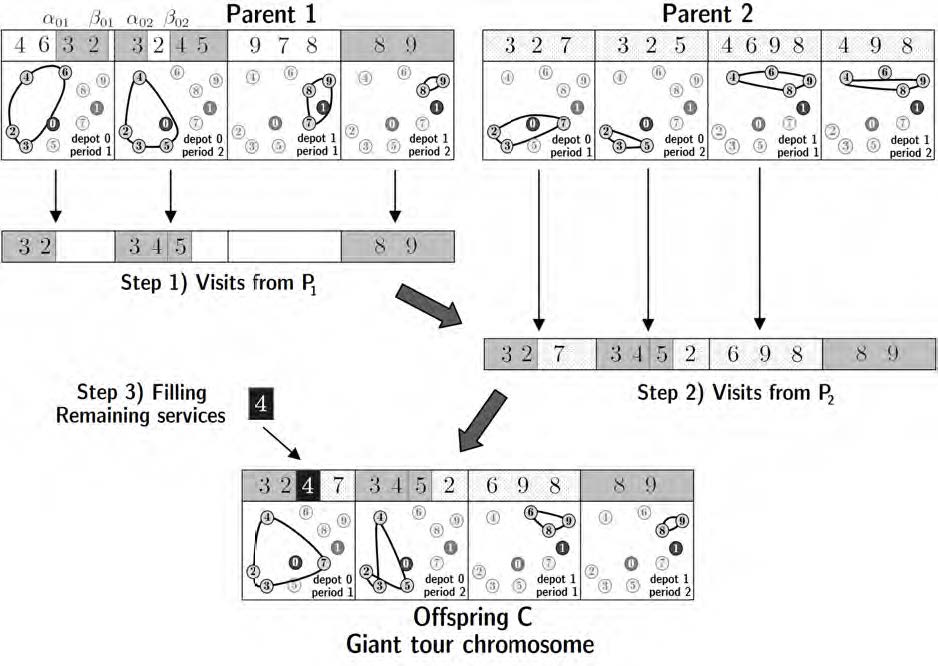 Parent 1
Parent 2
α01 β01 α02 β02
4 6 3 2
3 2 4 5
9 7 8
8 9
3 2 7
3 2 5
4 6 9 8
4 9 8
4 6 8 9 1 0 7 2 3 5
depot 0
period 1
4 6 8 9 1 0 7 2 3 5
depot 0
period 2
4 6 8 9 1 0 7 2 3 5
depot 1
period 1
4 6 8 9 1 0 7 2 3 5
depot 1
period 2
4 6 8 9 1 0 7 2 3 5
depot 0
period 1
4 6 8 9 1 0 7 2 3 5
depot 0
period 2
4 6 8 9 1 0 7 2 3 5
depot 1
period 1
4 6 8 9 1 0 7 2 3 5
depot 1
period 2
3 2
3 4 5
8 9
Step 1) Visits from P1
3 2 7
3 4 5 2
6 9 8
8 9
Step 2) Visits from P2
Step 3) Filling
Remaining services
4
3 2 4 7
3 4 5 2
6 9 8
8 9
4 6 8 9 1 0 7 2 3 5
depot 0
period 1
4 6 8 9 1 0 7 2 3 5
depot 0
period 2
4 6 8 9 1 0 7 2 3 5
depot 1
period 1
4 6 8 9 1 0 7 2 3 5
depot 1
period 2
Offspring C
Giant tour chromosome